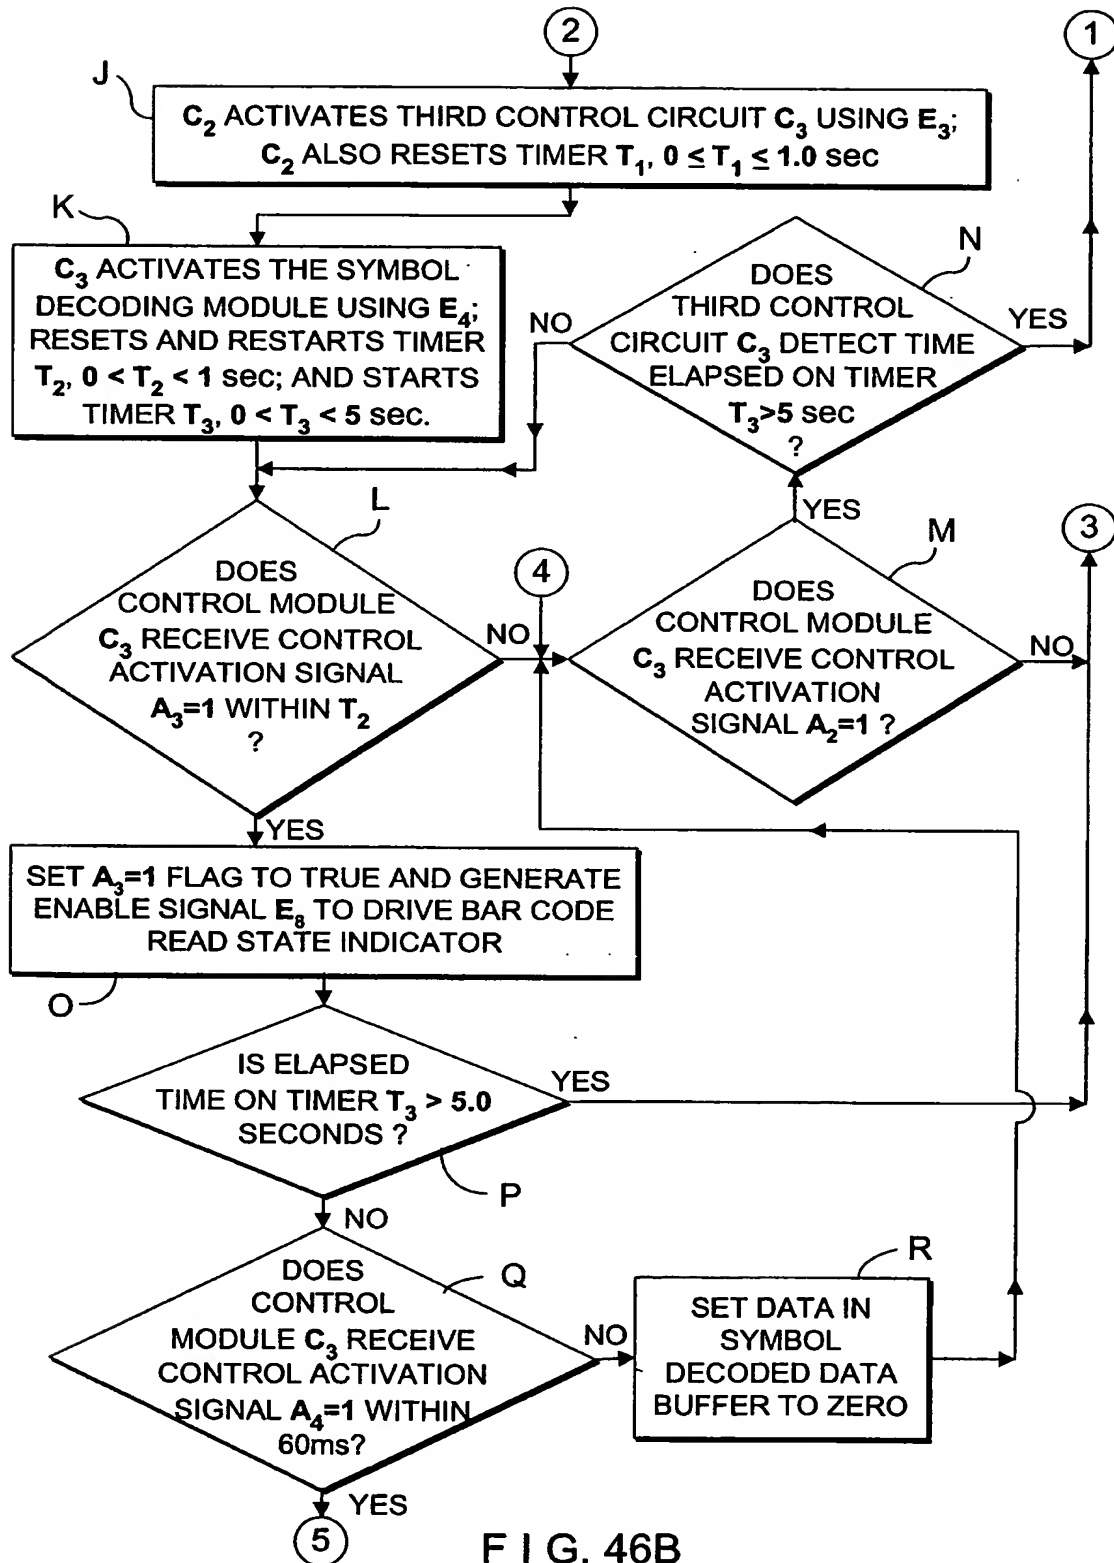 2
1
J
C₂ ACTIVATES THIRD CONTROL CIRCUIT C₃ USING E₃;
C₂ ALSO RESETS TIMER T₁, 0 ≤ T₁ ≤ 1.0 sec
K
C₃ ACTIVATES THE SYMBOL
DECODING MODULE USING E₄;
RESETS AND RESTARTS TIMER
T₂, 0 < T₂ < 1 sec; AND STARTS
TIMER T₃, 0 < T₃ < 5 sec.
N
DOES
THIRD CONTROL
CIRCUIT C₃ DETECT TIME
ELAPSED ON TIMER
T₃>5 sec
?
NO
YES
YES
L
DOES
CONTROL MODULE
C₃ RECEIVE CONTROL
ACTIVATION SIGNAL
A₃=1 WITHIN T₂
?
NO
YES
4
M
DOES
CONTROL MODULE
C₃ RECEIVE CONTROL
ACTIVATION
SIGNAL A₂=1 ?
NO
3
SET A₃=1 FLAG TO TRUE AND GENERATE
ENABLE SIGNAL E₈ TO DRIVE BAR CODE
READ STATE INDICATOR
O
IS ELAPSED
TIME ON TIMER T₃ > 5.0
SECONDS ?
YES
P
NO
DOES
CONTROL
MODULE C₃ RECEIVE
CONTROL ACTIVATION
SIGNAL A₄=1 WITHIN
60ms?
Q
NO
R
SET DATA IN
SYMBOL
DECODED DATA
BUFFER TO ZERO
YES
5
F I G. 46B